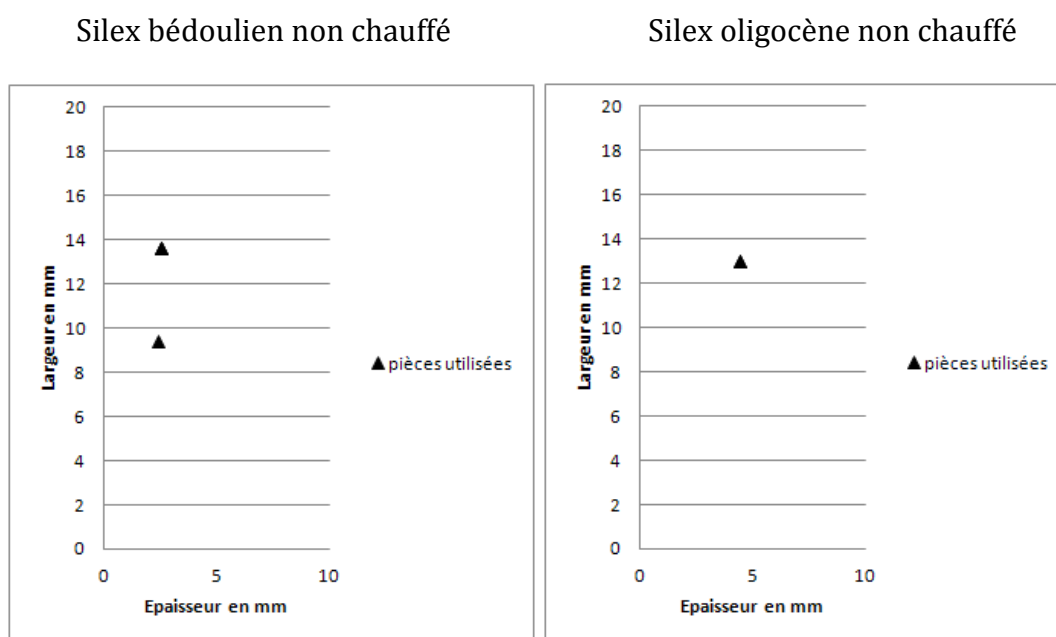 Silex bédoulien non chauffé
20
18
16
14
12
10
8
6
4
2
0
0 5 10
Largeur en mm
Epaisseur en mm
pièces utilisées
Silex oligocène non chauffé
20
18
16
14
12
10
8
6
4
2
0
0 5 10
Largeur en mm
Epaisseur en mm
pièces utilisées